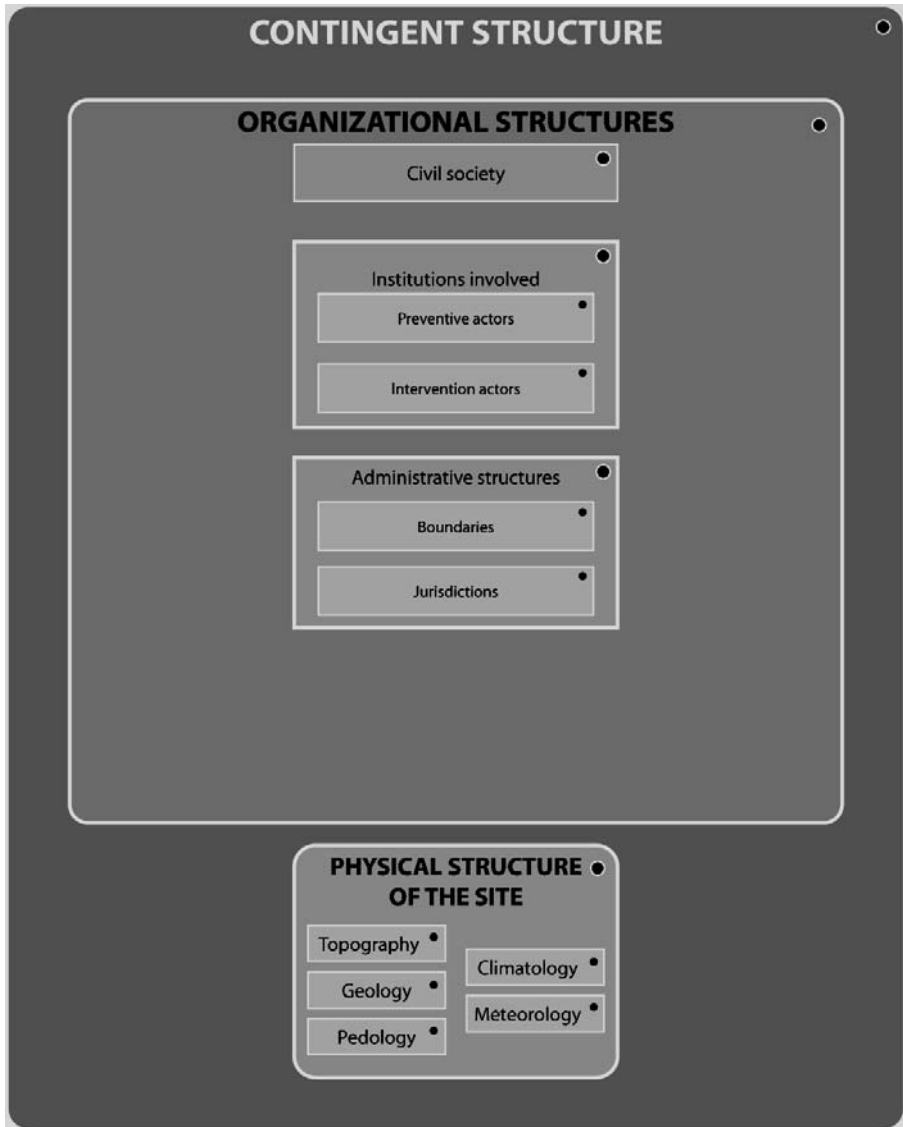 CONTINGENT STRUCTURE
ORGANIZATIONAL STRUCTURES
Civil society
Institutions involved
Preventive actors
Intervention actors
Administrative structures
Boundaries
Jurisdictions
PHYSICAL STRUCTURE
OF THE SITE
Topography
Geology
Pedology
Climatology
Meteorology